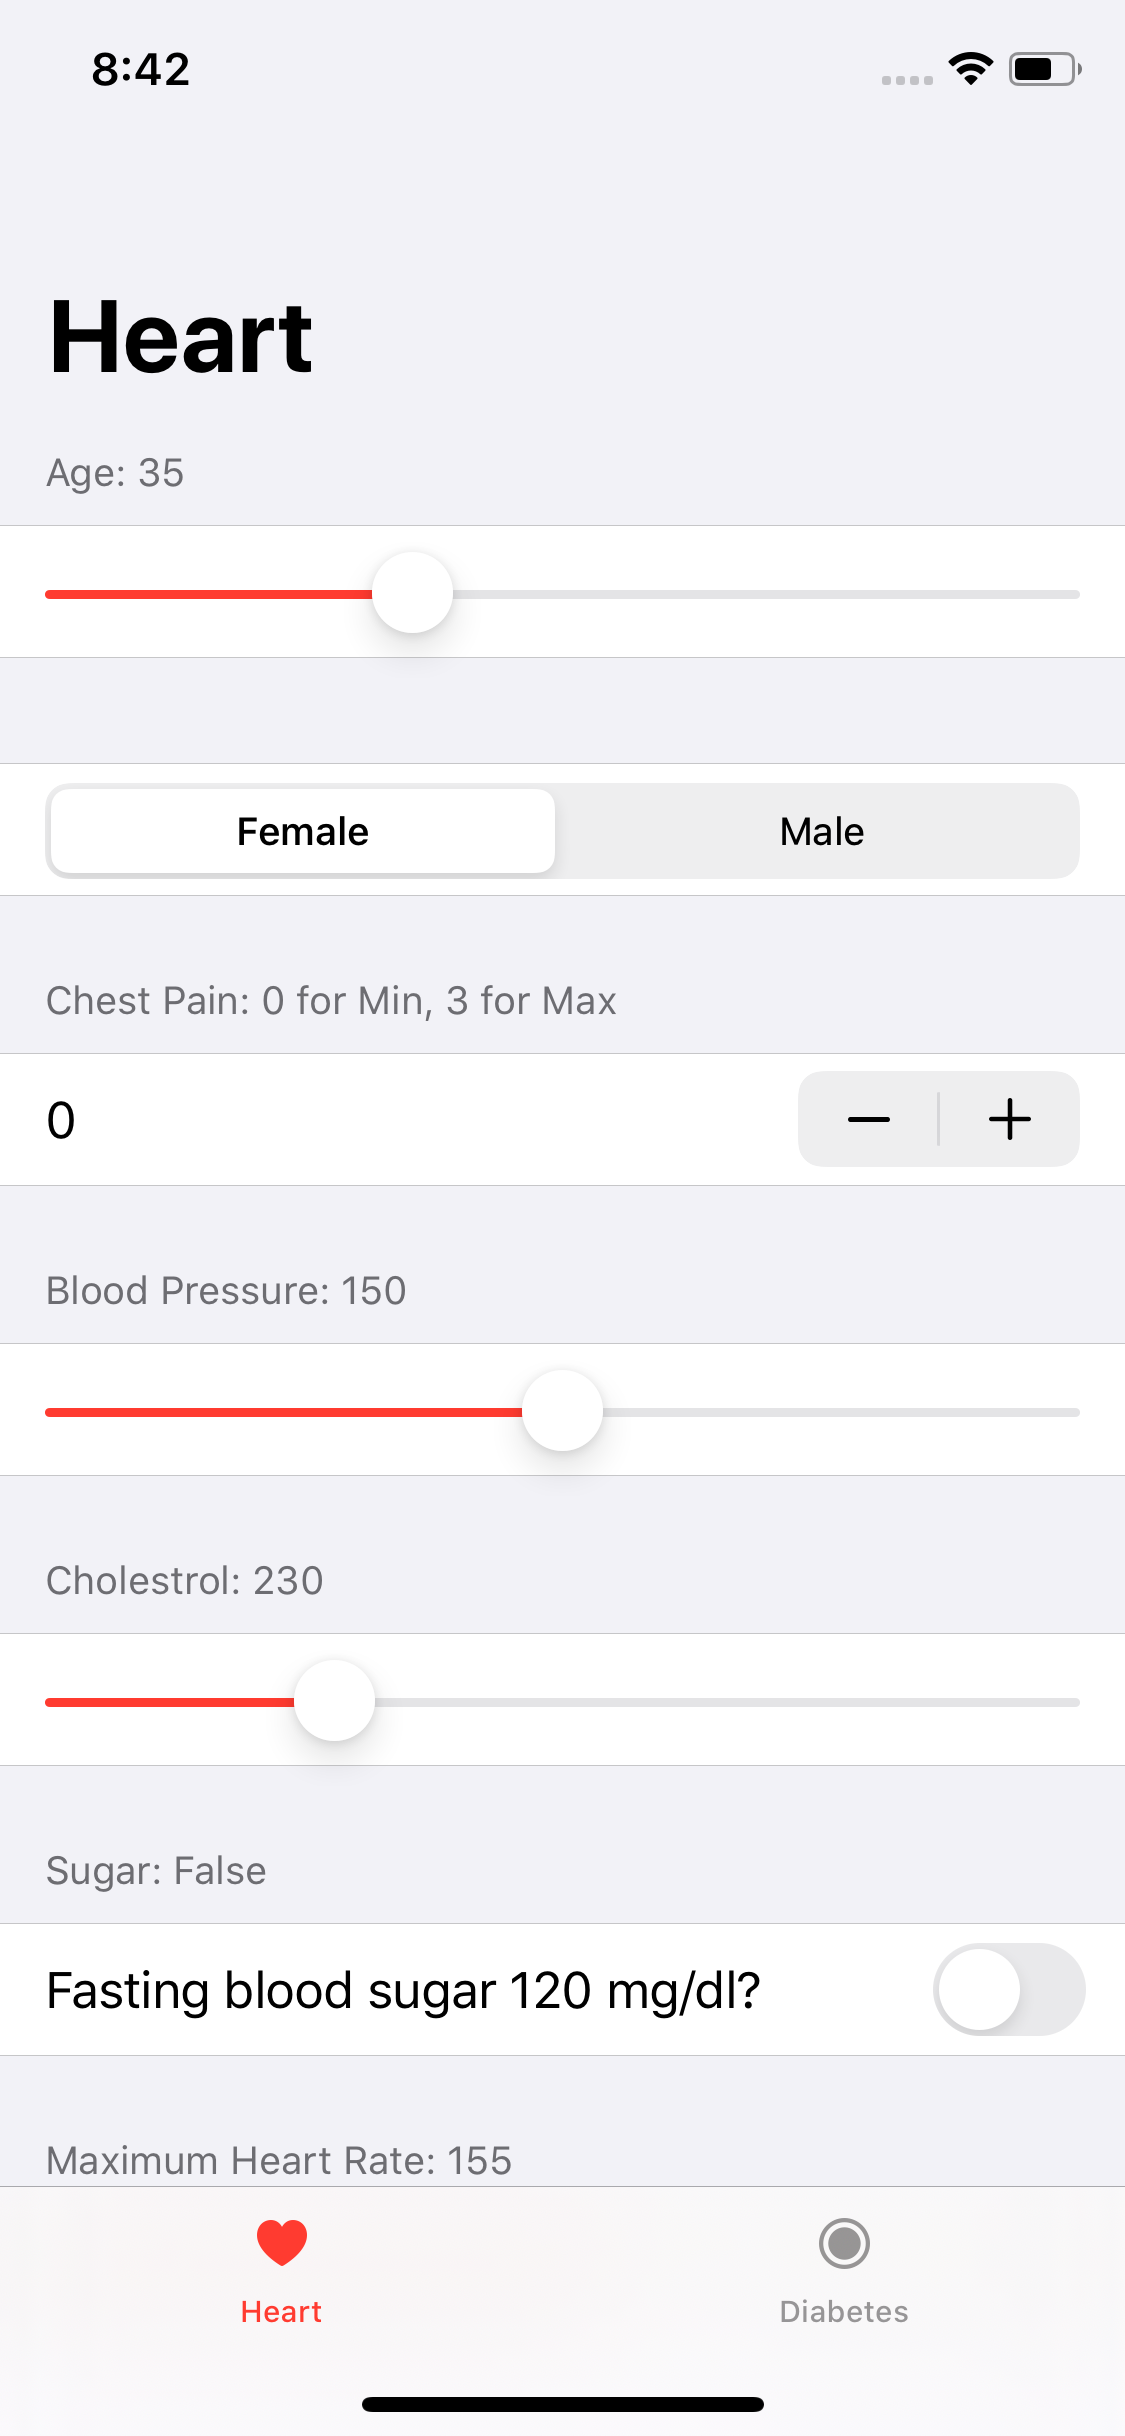 8:42
Heart
Age: 35
Female Male
Chest Pain: 0 for Min, 3 for Max
0
Blood Pressure: 150
Cholestrol: 230
Sugar: False
Fasting blood sugar 120 mg/dl?
Maximum Heart Rate: 155
Heart Diabetes